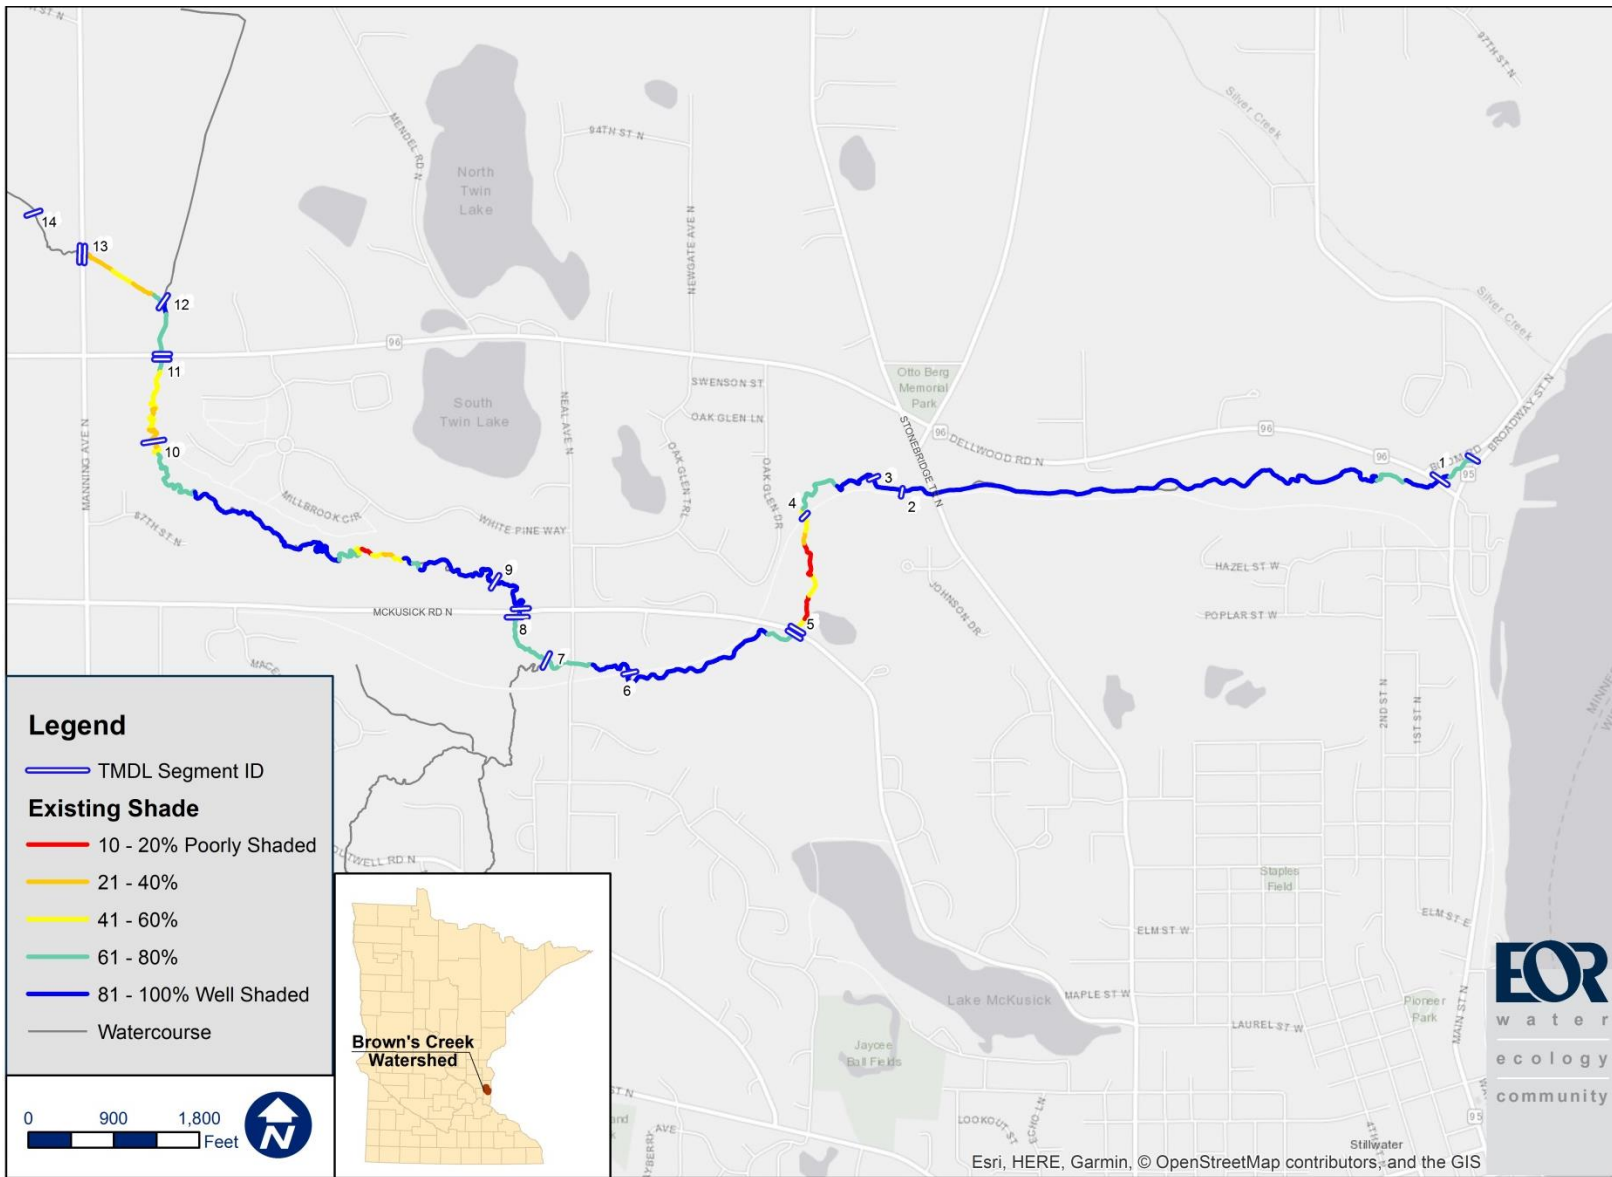 97TH ST N
Silver Creek
MENDEL RD N
94TH ST N
North
Twin
Lake
NEWGATE AVE N
14
13
12
Silver Creek
96
11
SWENSON ST
Otto Berg
Memorial
Park
South
Twin Lake
NEAL AVE N
OAK GLEN LN
MANNING AVE N
10
OAK GLEN TRL
OAK GLEN DR
STONEBRIDGE TL N
96
DELLWOOD RD N
96
96
BROADWAY ST N
1
95
3
2
4
MILLBROOK CIR
WHITE PINE WAY
87TH ST N
9
HAZEL ST W
JOHNSON DR
MCKUSICK RD N
POPLAR ST W
8
5
7
6
2ND ST N
1ST ST N
Legend
TMDL Segment ID
Existing Shade
10 - 20% Poorly Shaded
21 - 40%
41 - 60%
61 - 80%
81 - 100% Well Shaded
Watercourse
0 900 1,800
Feet
N
Brown's Creek
Watershed
Staples
Field
ELM ST E
ELM ST W
Lake McKusick
MAPLE ST W
LAUREL ST W
Pioneer
Park
MAIN ST N
Jaycee
Ball Fields
LOOKOUT ST
ECHO LN
95
Stillwater
EOR
water
ecology
community
Esri, HERE, Garmin, © OpenStreetMap contributors, and the GIS